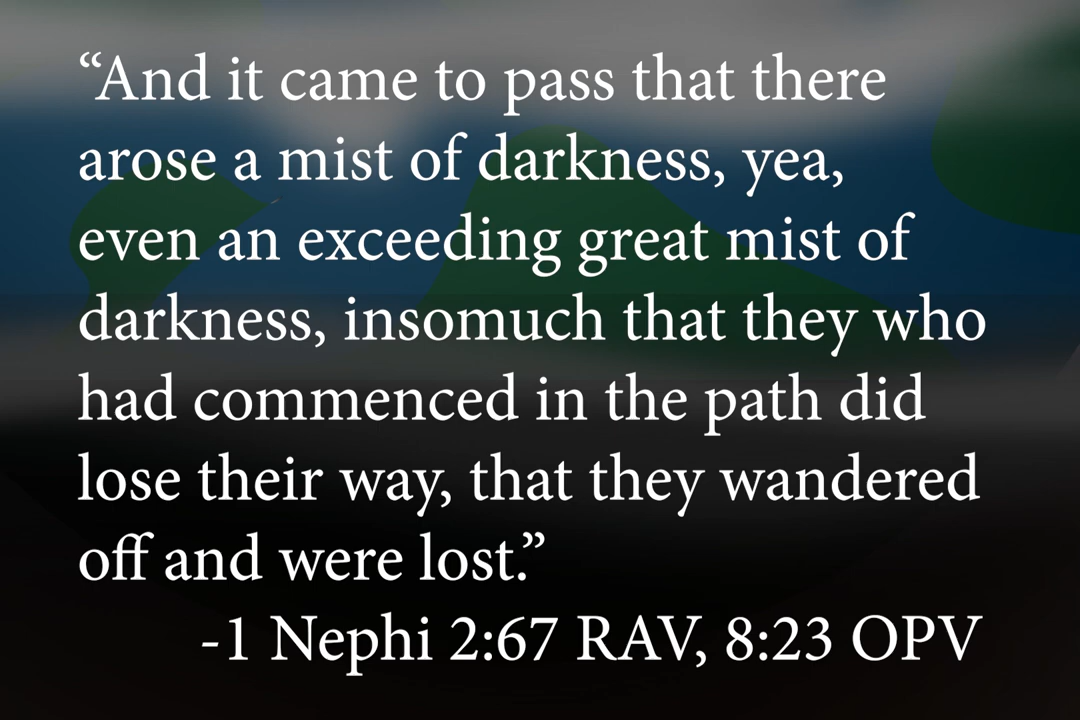 “And it came to pass that there
arose a mist of darkness, yea,
even an exceeding great mist of
darkness, insomuch that they who
had commenced in the path did
lose their way, that they wandered
off and were lost.”
-1 Nephi 2:67 RAV, 8:23 OPV